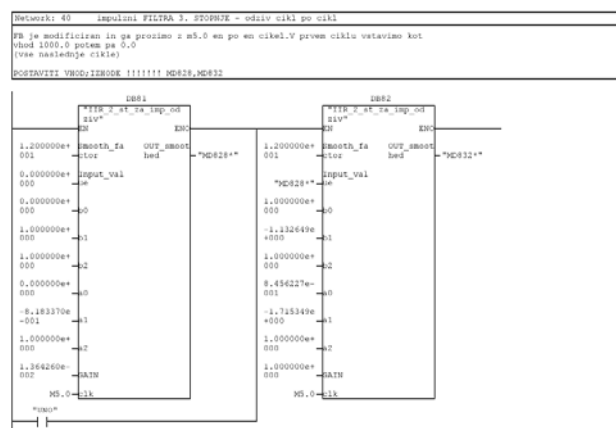 Network: 40 impulzni FILTRA 3. STOPNJE - odziv cikl po cikl
FB je modificiran in ga prozimo z m5.0 en po en cikel.V prvem ciklu vstavimo kot
vhod 1000.0 potem pa 0.0
(vse naslednje cikle)
POSTAVITI VHOD;IZHODE !!!!!!! MD828,MD832
DB81
"IIR_2_st_za_imp_od
ziv"
EN ENO
1.200000e+
001
Smooth_fa
ctor
OUT_smoot
hed
"MD828*"
0.000000e+
000
Input_val
ue
0.000000e+
000
b0
1.000000e+
000
b1
1.000000e+
000
b2
0.000000e+
000
a0
-8.183370e
-001
a1
1.000000e+
000
a2
1.364260e-
002
GAIN
M5.0
clk
"UNO"
DB82
"IIR_2_st_za_imp_od
ziv"
EN ENO
1.200000e+
001
Smooth_fa
ctor
OUT_smoot
hed
"MD832*"
Input_val
"MD828*"
ue
1.000000e+
000
b0
-1.132649e
+000
b1
1.000000e+
000
b2
8.456227e-
001
a0
-1.715349e
+000
a1
1.000000e+
000
a2
1.000000e+
000
GAIN
M5.0
clk